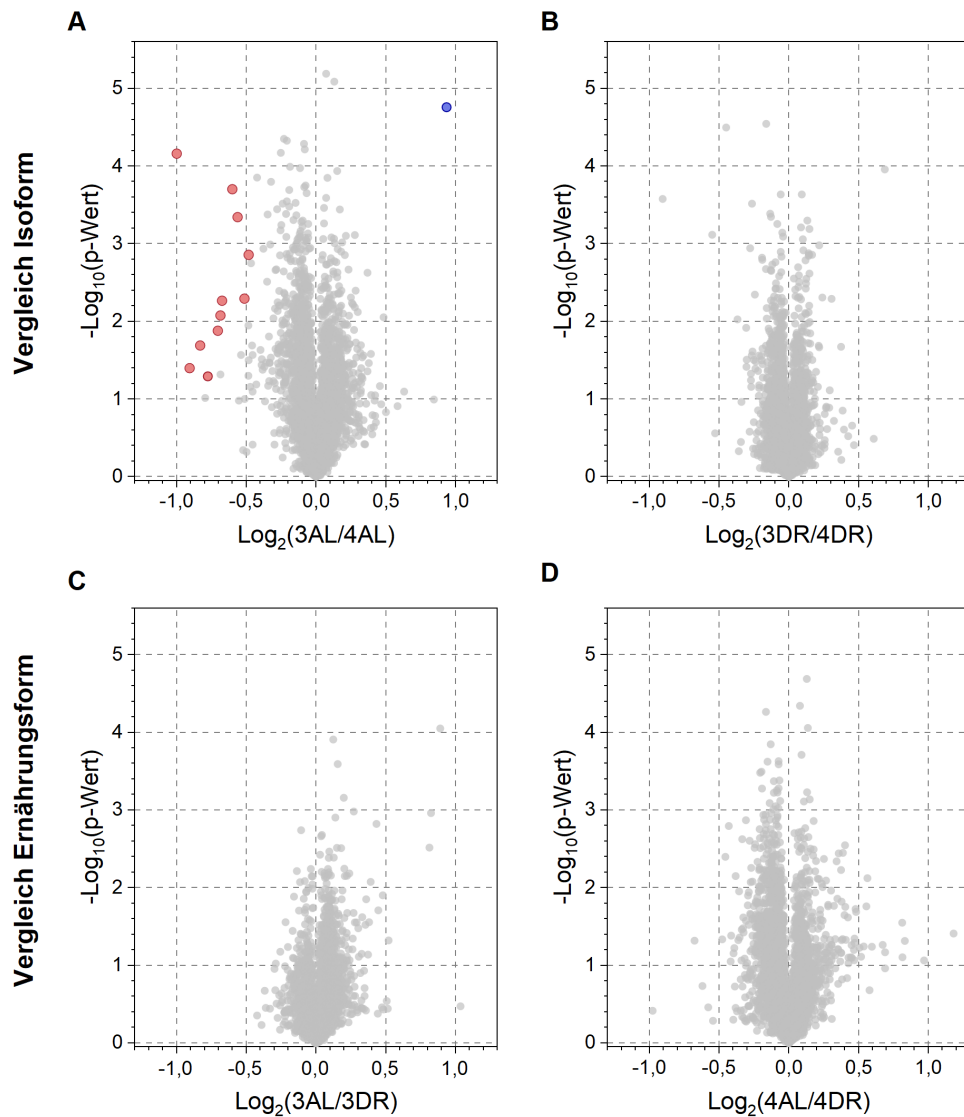 A
B
Vergleich Isoform
-Log10(p-Wert)
5
4
3
2
1
0
-1,0 -0,5 0,0 0,5 1,0
Log2(3AL/4AL)
-Log10(p-Wert)
5
4
3
2
1
0
-1,0 -0,5 0,0 0,5 1,0
Log2(3DR/4DR)
C
D
Vergleich Ernährungsform
-Log10(p-Wert)
5
4
3
2
1
0
-1,0 -0,5 0,0 0,5 1,0
Log2(3AL/3DR)
-Log10(p-Wert)
5
4
3
2
1
0
-1,0 -0,5 0,0 0,5 1,0
Log2(4AL/4DR)